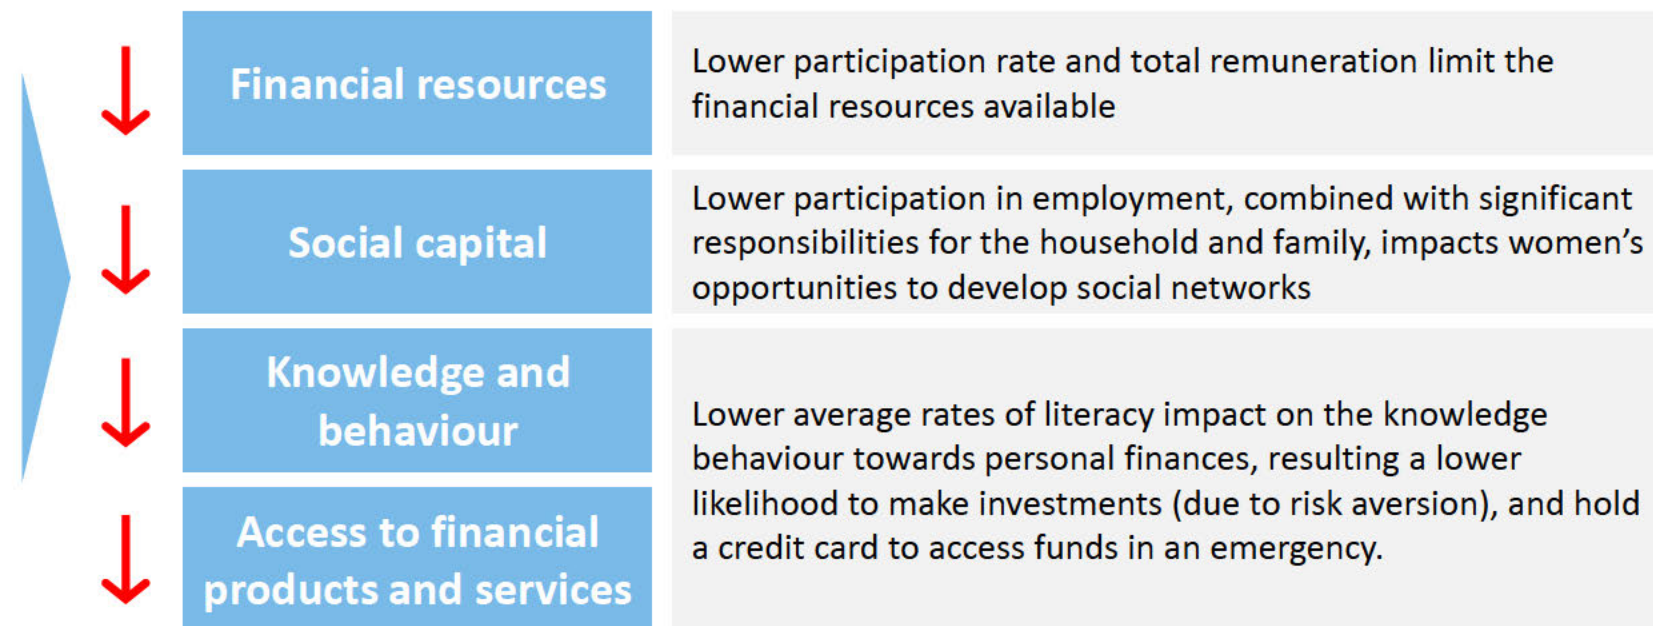 Financial resources
Lower participation rate and total remuneration limit the
financial resources available
Social capital
Lower participation in employment, combined with significant
responsibilities for the household and family, impacts women’s
opportunities to develop social networks
Knowledge and
behaviour
Access to financial
products and services
Lower average rates of literacy impact on the knowledge
behaviour towards personal finances, resulting a lower
likelihood to make investments (due to risk aversion), and hold
a credit card to access funds in an emergency.